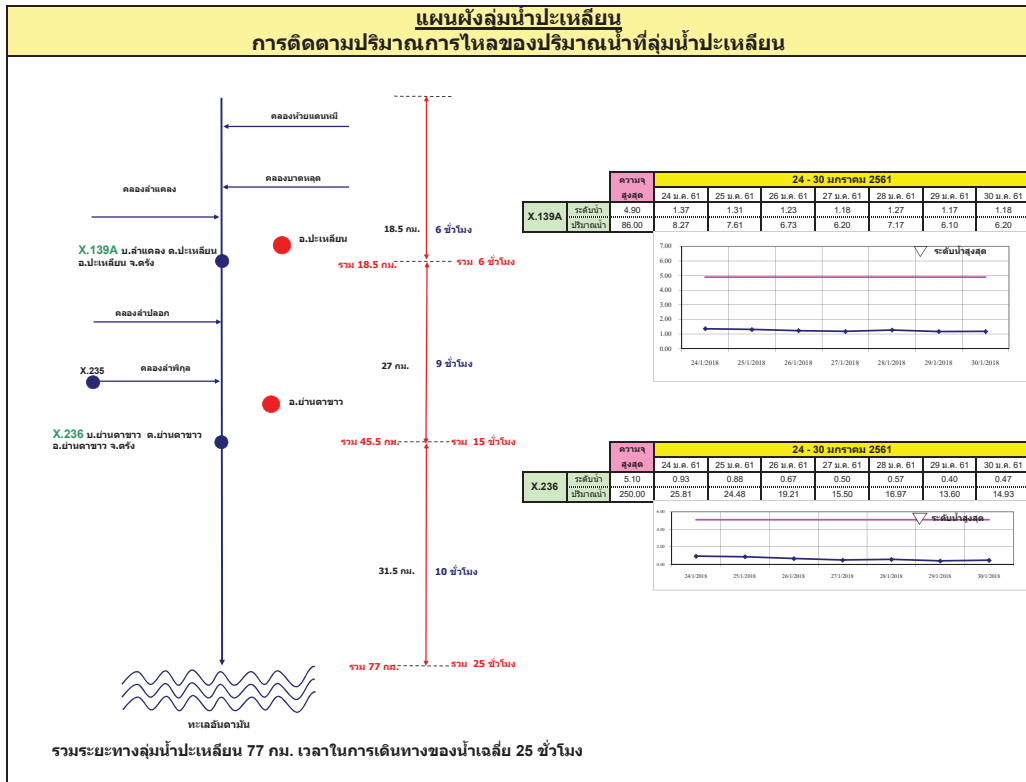 แผนผังลุ่มน้ำปะเหลียน
การติดตามปริมาณการไหลของปริมาณน้ำที่ลุ่มน้ำปะเหลียน
คลองห้วยแดนหมี
คลองบาดหลุด
คลองลำแคลง
18.5 กม.
6 ชั่วโมง
อ.ปะเหลียน
X.139A บ.ลำแคลง ต.ปะเหลียน
อ.ปะเหลียน จ.ตรัง
รวม 18.5 กม.
รวม 6 ชั่วโมง
คลองลำปลอก
X.235
คลองลำพิกุล
27 กม.
9 ชั่วโมง
อ.ย่านตาขาว
X.236 บ.ย่านตาขาว ต.ย่านตาขาว
อ.ย่านตาขาว จ.ตรัง
รวม 45.5 กม.
รวม 15 ชั่วโมง
31.5 กม.
10 ชั่วโมง
รวม 77 กม.
รวม 25 ชั่วโมง
ทะเลอันดามัน
รวมระยะทางลุ่มน้ำปะเหลียน 77 กม. เวลาในการเดินทางของน้ำเฉลี่ย 25 ชั่วโมง
ความจุ 24 - 30 มกราคม 2561
สูงสุด 24 ม.ค. 61 25 ม.ค. 61 26 ม.ค. 61 27 ม.ค. 61 28 ม.ค. 61 29 ม.ค. 61 30 ม.ค. 61
X.139A
ระดับน้ำ 4.90 1.37 1.31 1.23 1.18 1.27 1.17 1.18
ปริมาณน้ำ 86.00 8.27 7.61 6.73 6.20 7.17 6.10 6.20
ระดับน้ำสูงสุด
7.00
6.00
5.00
4.00
3.00
2.00
1.00
0.00
24/1/2018 25/1/2018 26/1/2018 27/1/2018 28/1/2018 29/1/2018 30/1/2018
ความจุ 24 - 30 มกราคม 2561
สูงสุด 24 ม.ค. 61 25 ม.ค. 61 26 ม.ค. 61 27 ม.ค. 61 28 ม.ค. 61 29 ม.ค. 61 30 ม.ค. 61
X.236
ระดับน้ำ 5.10 0.93 0.88 0.67 0.50 0.57 0.40 0.47
ปริมาณน้ำ 250.00 25.81 24.48 19.21 15.50 16.97 13.60 14.93
ระดับน้ำสูงสุด
6.00
4.00
2.00
0.00
24/1/2018 25/1/2018 26/1/2018 27/1/2018 28/1/2018 29/1/2018 30/1/2018